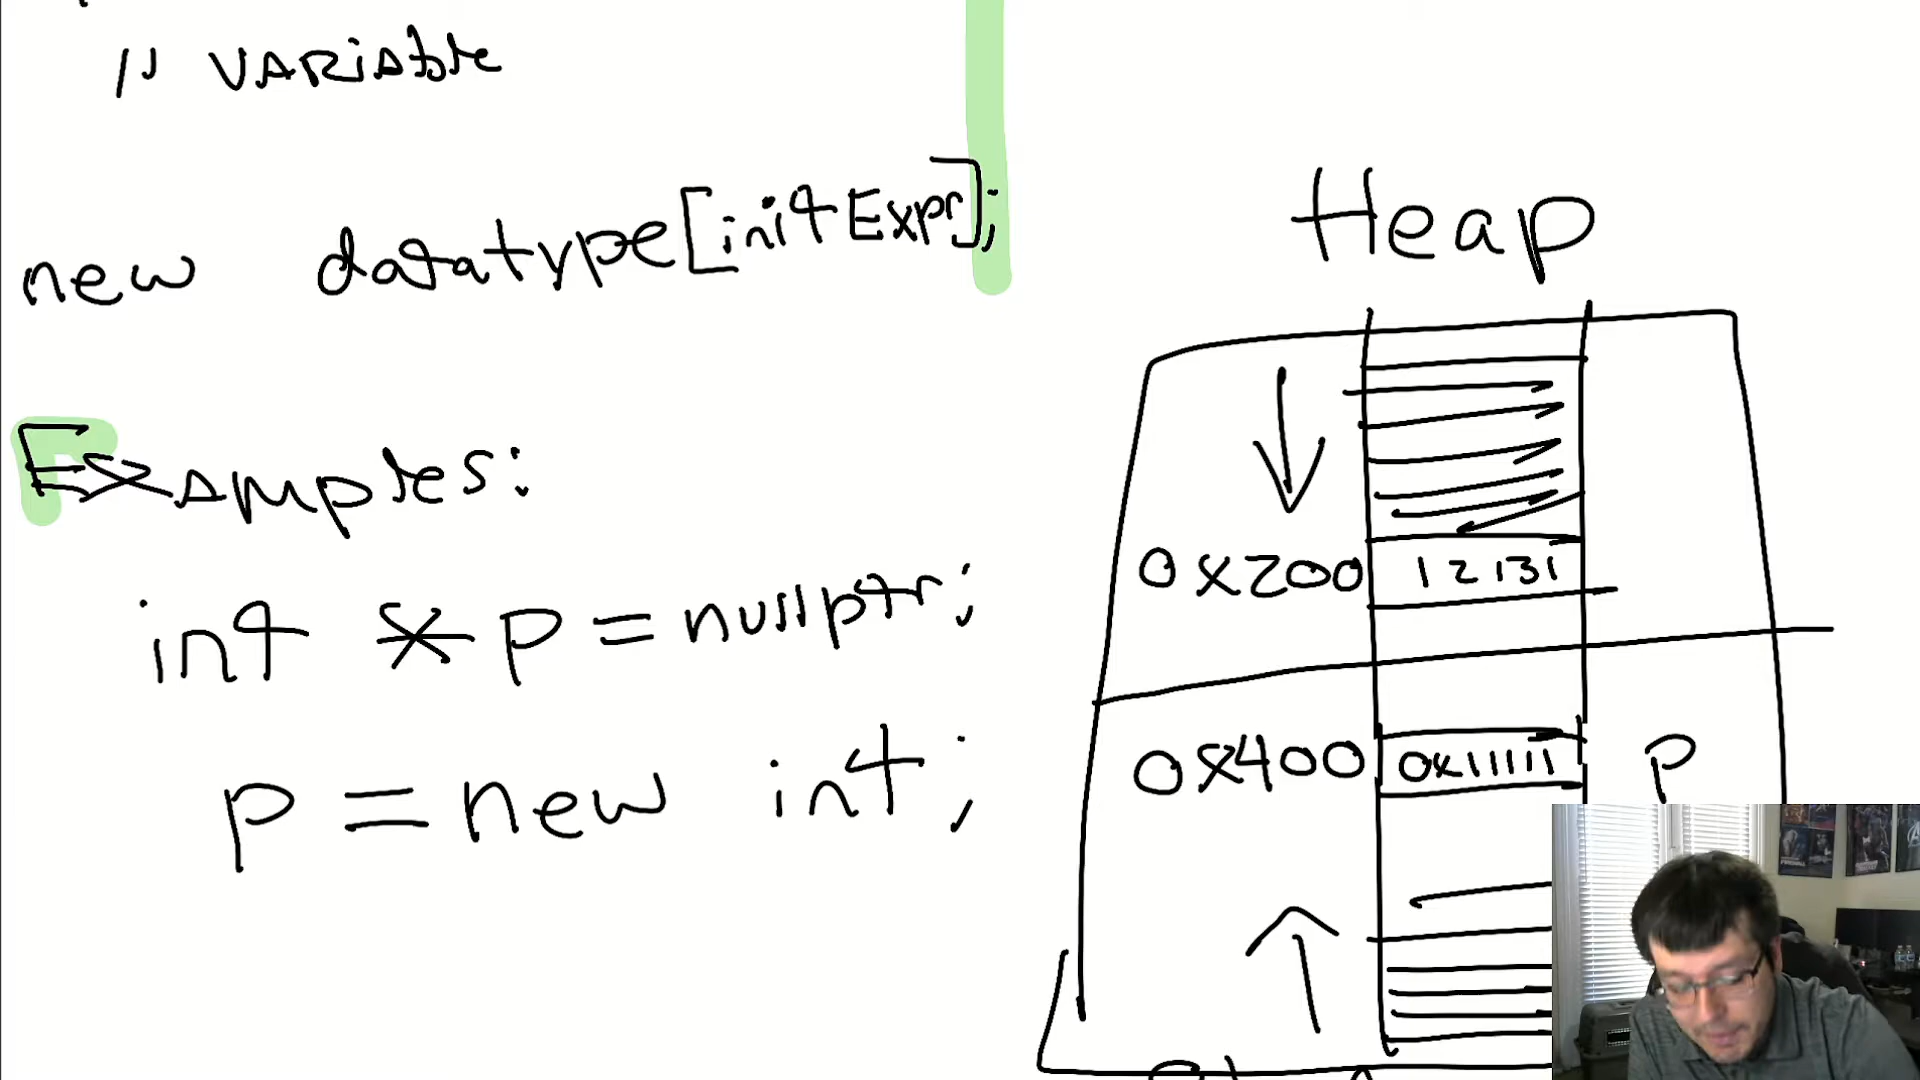 // VARiAble
new datatype[initExpr];
Examples:
int * p = nullptr;
p = new int;
Heap
0x200 12131
0x400 0x11111 p